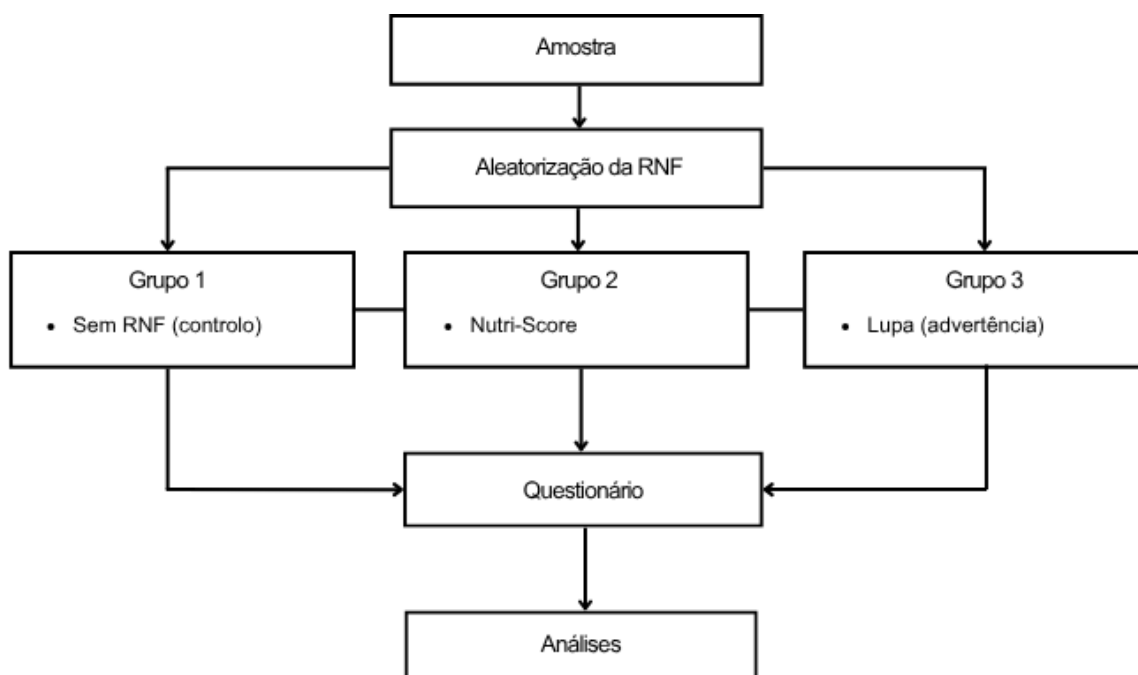 Amostra
Aleatorização da RNF
Grupo 1
• Sem RNF (controlo)
Grupo 2
• Nutri-Score
Grupo 3
• Lupa (advertência)
Questionário
Análises